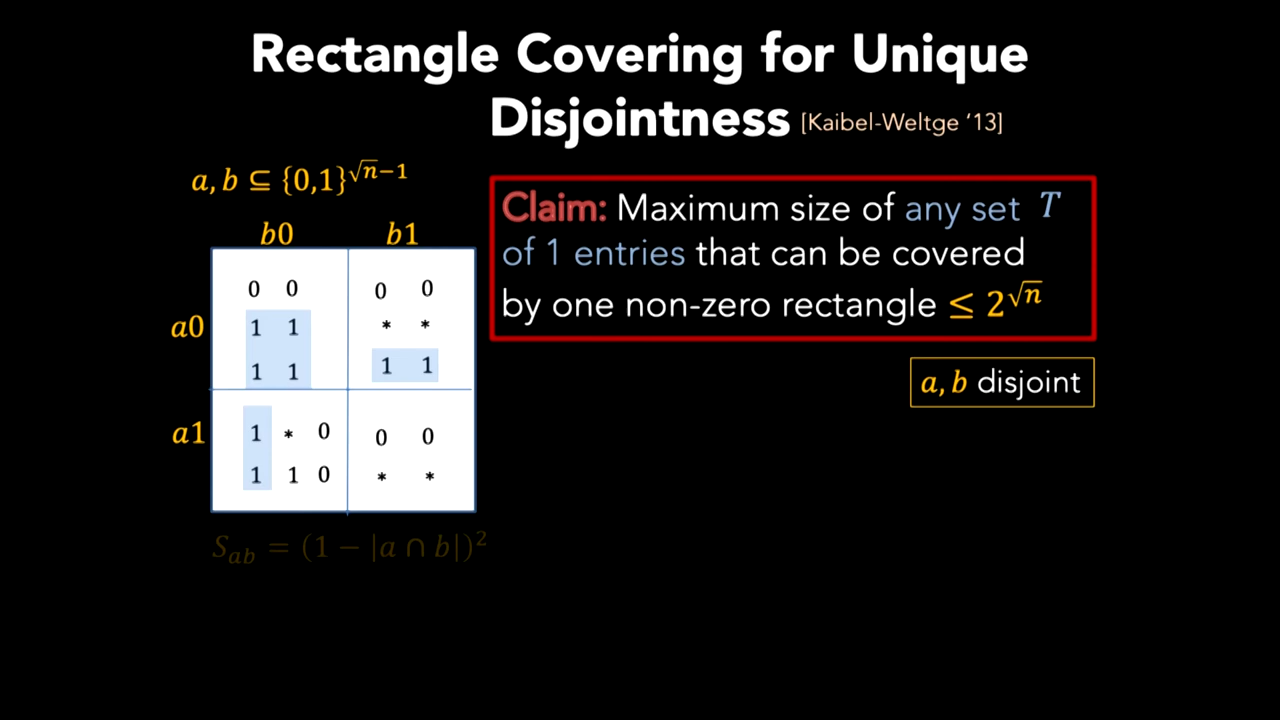 Rectangle Covering for Unique
Disjointness [Kaibel-Weltge ‘13]
a, b ⊆ {0,1}^{√n−1}
Claim: Maximum size of any set T
of 1 entries that can be covered
by one non-zero rectangle ≤ 2^{√n}
b0 b1
0 0 0 0
a0 1 1 * *
1 1 1 1
a, b disjoint
a1 1 * 0 0 0
1 1 0 * *
S_{ab} = (1 − |a ∩ b|)^2